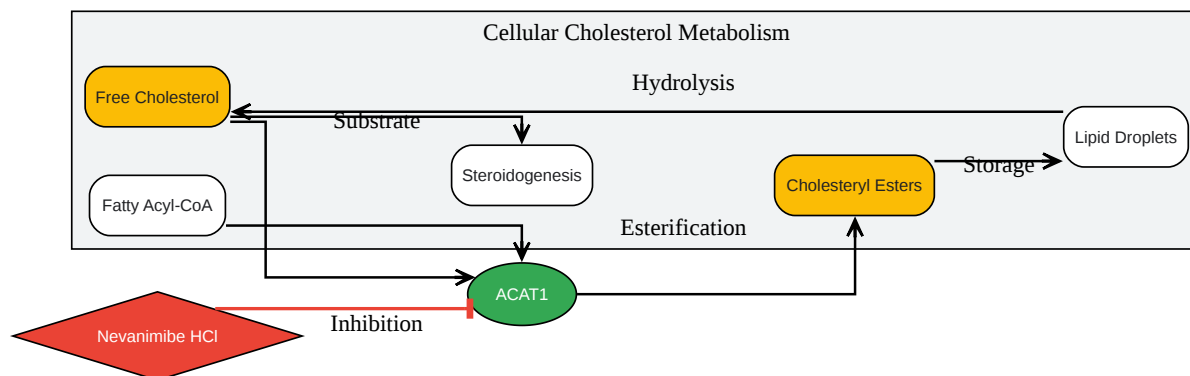 Cellular Cholesterol Metabolism
Hydrolysis
Free Cholesterol
Substrate
Lipid Droplets
Steroidogenesis
Storage
Cholesteryl Esters
Fatty Acyl-CoA
Esterification
ACAT1
Inhibition
Nevanimibe HCl